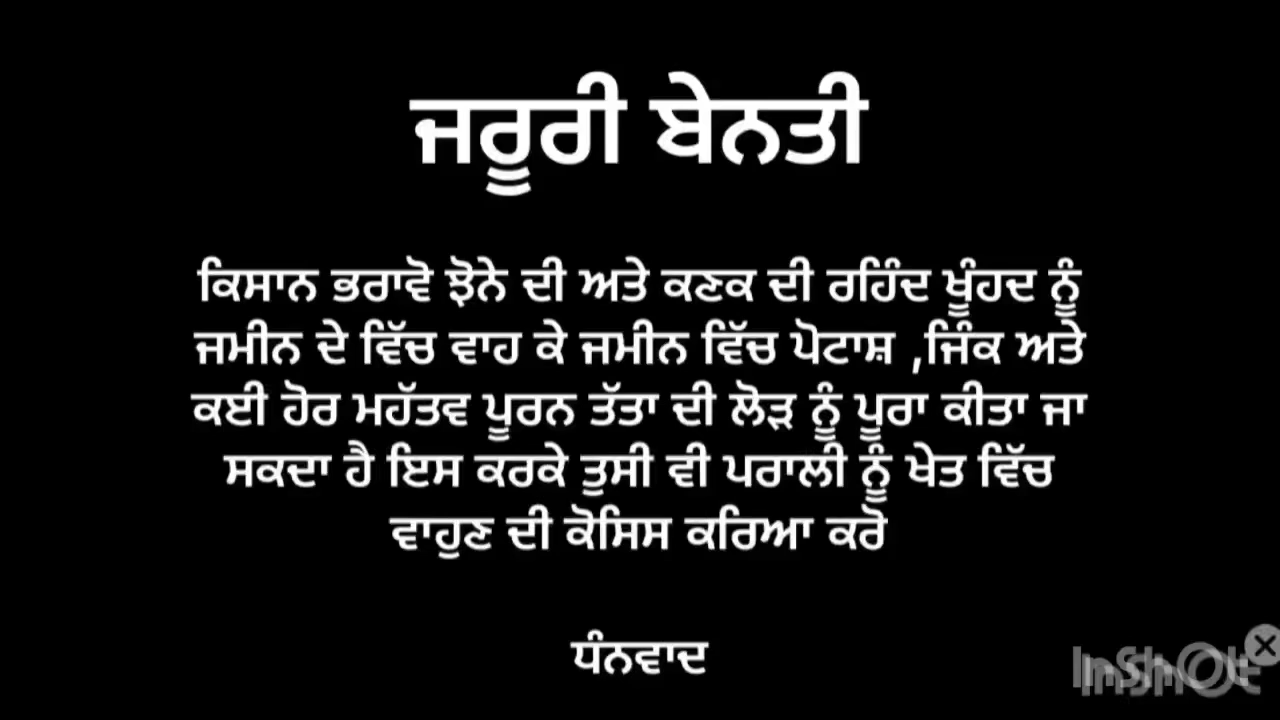 ਜਰੂਰੀ ਬੇਨਤੀ
ਕਿਸਾਨ ਭਰਾਵੋ ਝੋਨੇ ਦੀ ਅਤੇ ਕਣਕ ਦੀ ਰਹਿੰਦ ਖੂੰਹਦ ਨੂੰ
ਜਮੀਨ ਦੇ ਵਿੱਚ ਵਾਹ ਕੇ ਜਮੀਨ ਵਿੱਚ ਪੋਟਾਸ਼ ,ਜਿੰਕ ਅਤੇ
ਕਈ ਹੋਰ ਮਹੱਤਵ ਪੂਰਨ ਤੱਤਾ ਦੀ ਲੋੜ ਨੂੰ ਪੂਰਾ ਕੀਤਾ ਜਾ
ਸਕਦਾ ਹੈ ਇਸ ਕਰਕੇ ਤੁਸੀ ਵੀ ਪਰਾਲੀ ਨੂੰ ਖੇਤ ਵਿੱਚ
ਵਾਹੁਣ ਦੀ ਕੋਸਿਸ ਕਰਿਆ ਕਰੋ
ਧੰਨਵਾਦ
InShOt